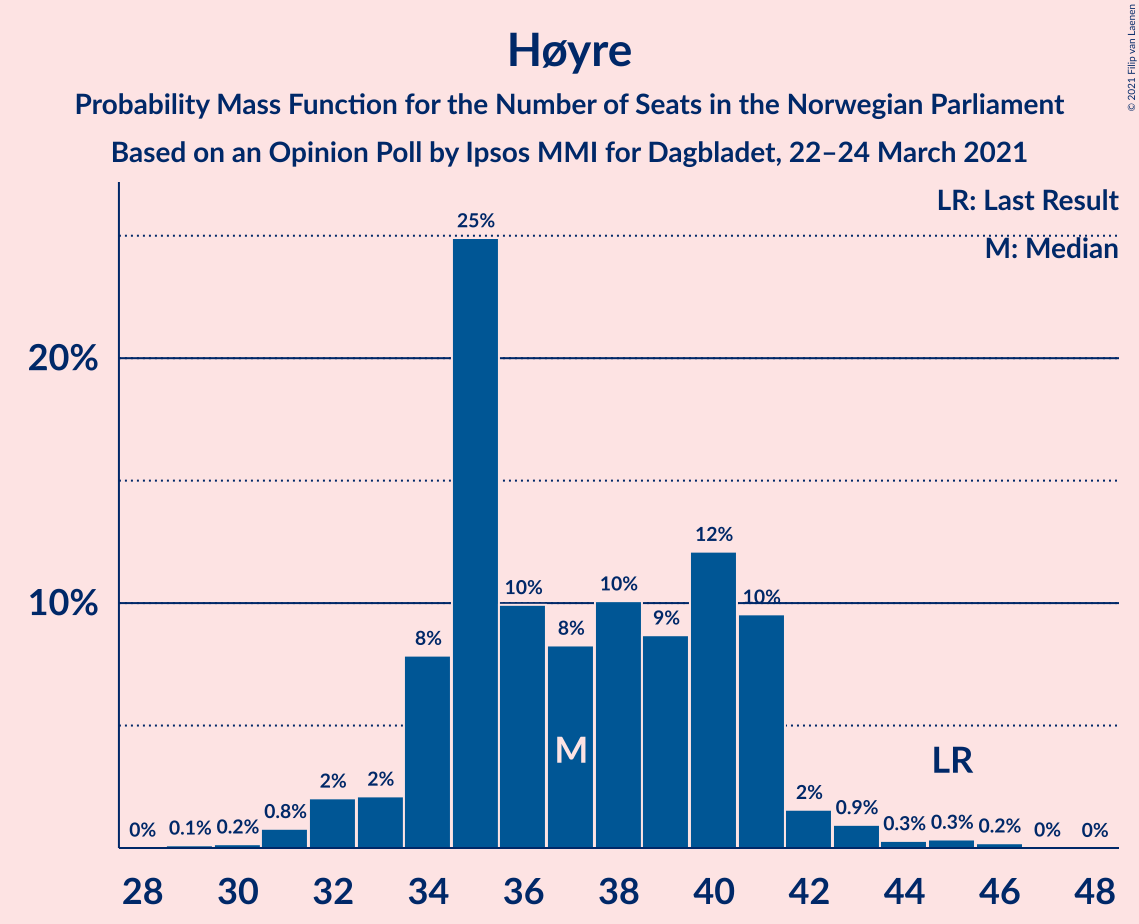 Høyre
Probability Mass Function for the Number of Seats in the Norwegian Parliament
Based on an Opinion Poll by Ipsos MMI for Dagbladet, 22–24 March 2021
© 2021 Filip van Laenen
LR: Last Result
M: Median
20%
10%
0%
0.1%
0.2%
0.8%
2%
2%
8%
25%
10%
8%
10%
9%
12%
10%
2%
0.9%
0.3%
0.3%
0.2%
0%
0%
M
LR
28 30 32 34 36 38 40 42 44 46 48